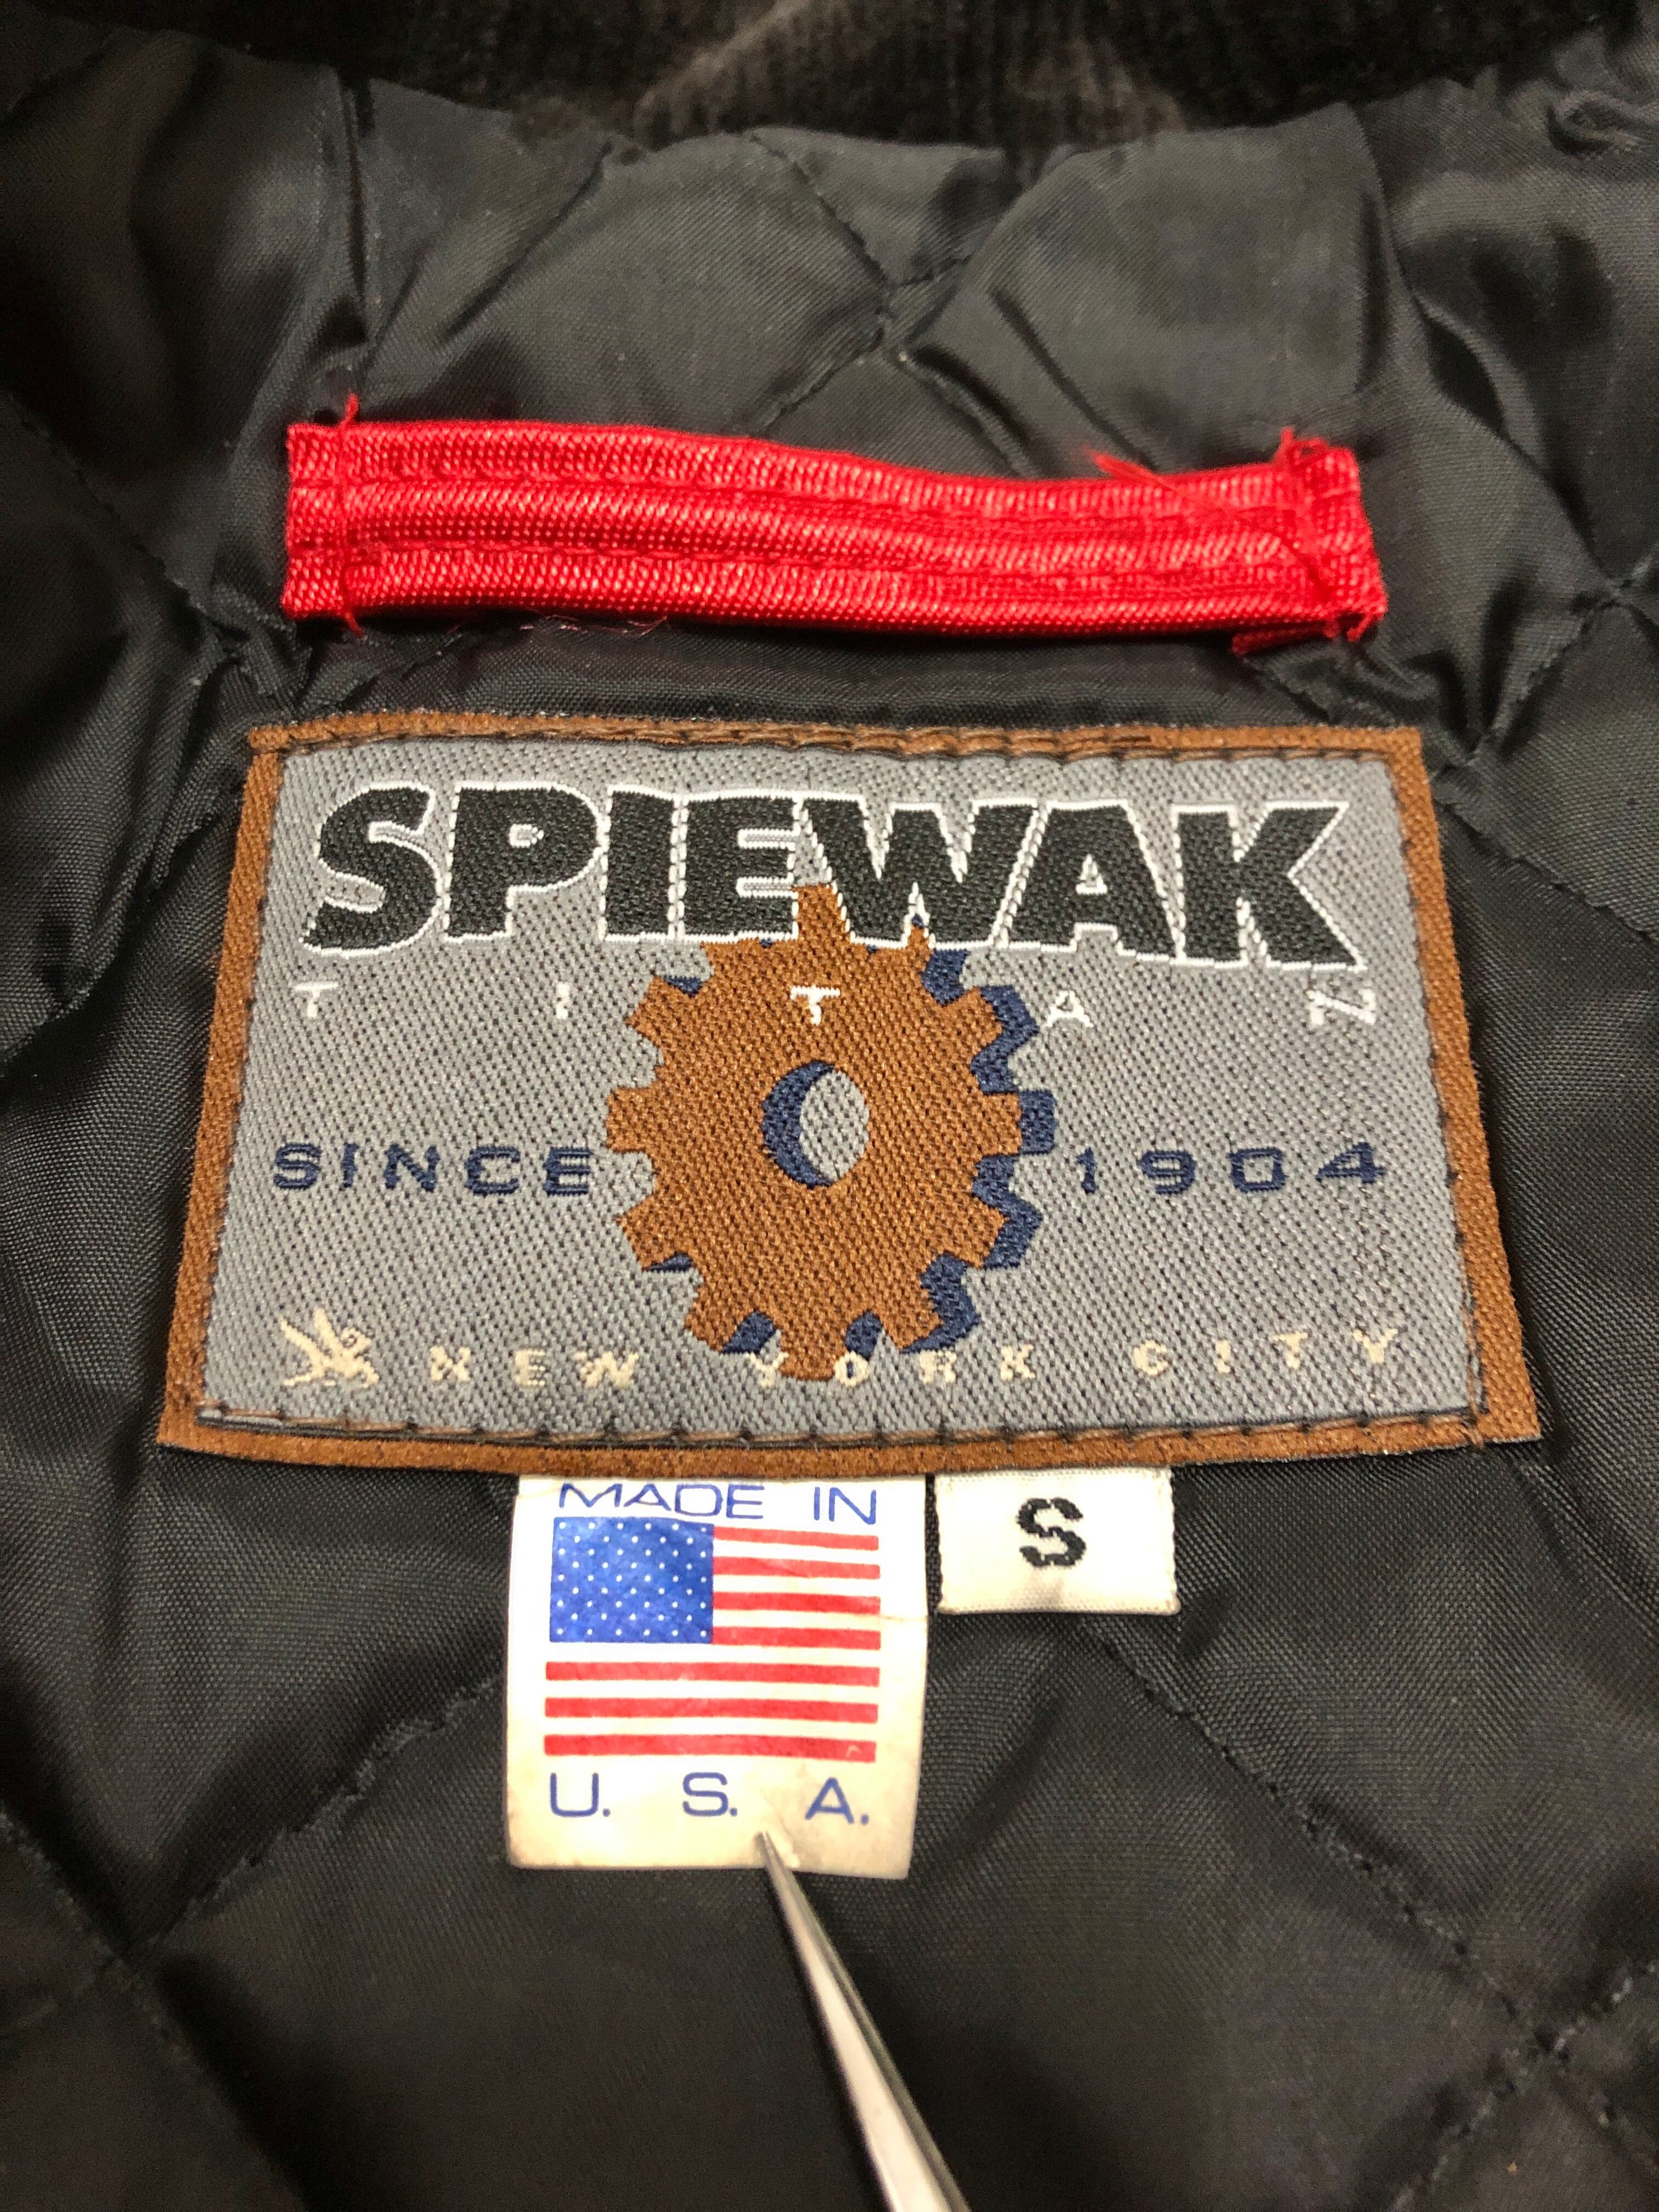 SPIEWAK
TITAN
SINCE 1904
NEW YORK CITY
MADE IN
U. S. A.
S